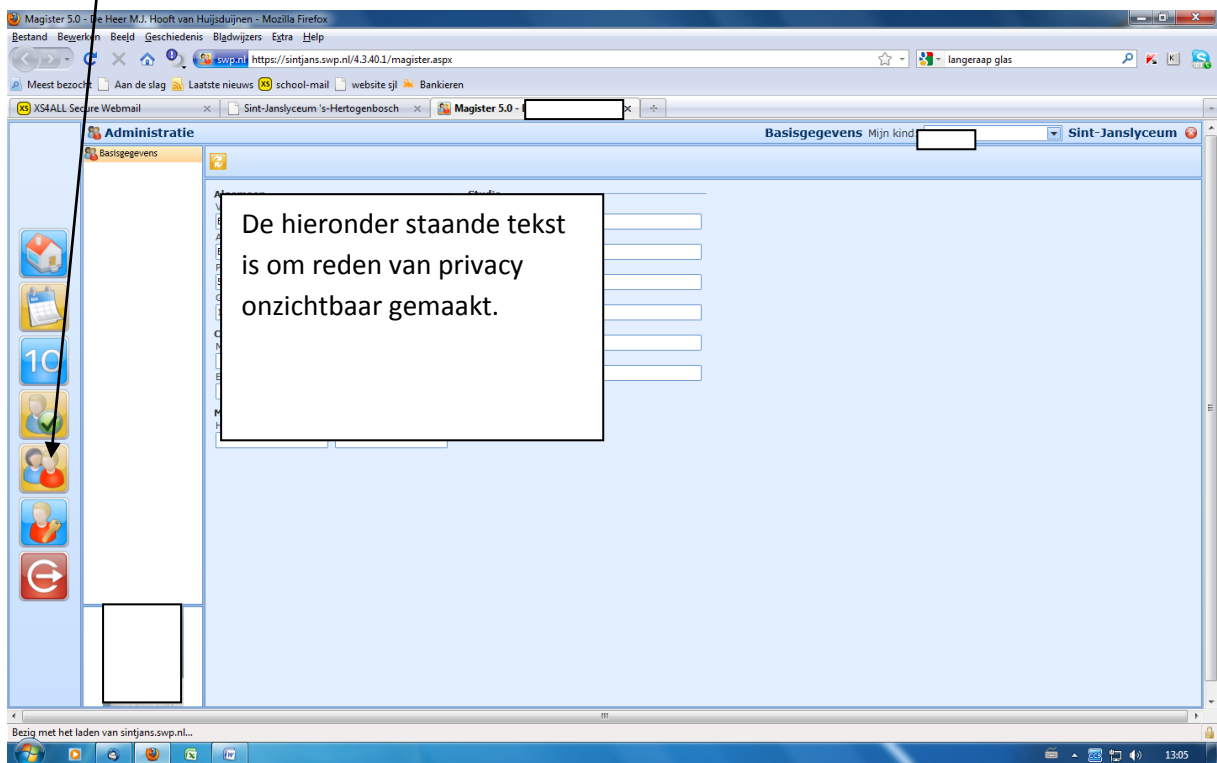 Magister 5.0 - De Heer M.J. Hooft van Huijsduijnen - Mozilla Firefox
Bestand Bewerken Beeld Geschiedenis Bladwijzers Extra Help
swp.nl https://sintjans.swp.nl/4.3.40.1/magister.aspx
langeraap glas
Meest bezocht Aan de slag Laatste nieuws XS school-mail website sjl Bankieren
XS XS4ALL Secure Webmail Sint-Janslyceum 's-Hertogenbosch Magister 5.0 -
Administratie Basisgegevens Mijn kind Sint-Janslyceum
Basisgegevens
Algemeen Studie
De hieronder staande tekst
is om reden van privacy
onzichtbaar gemaakt.
10
Bezig met het laden van sintjans.swp.nl...
13:05